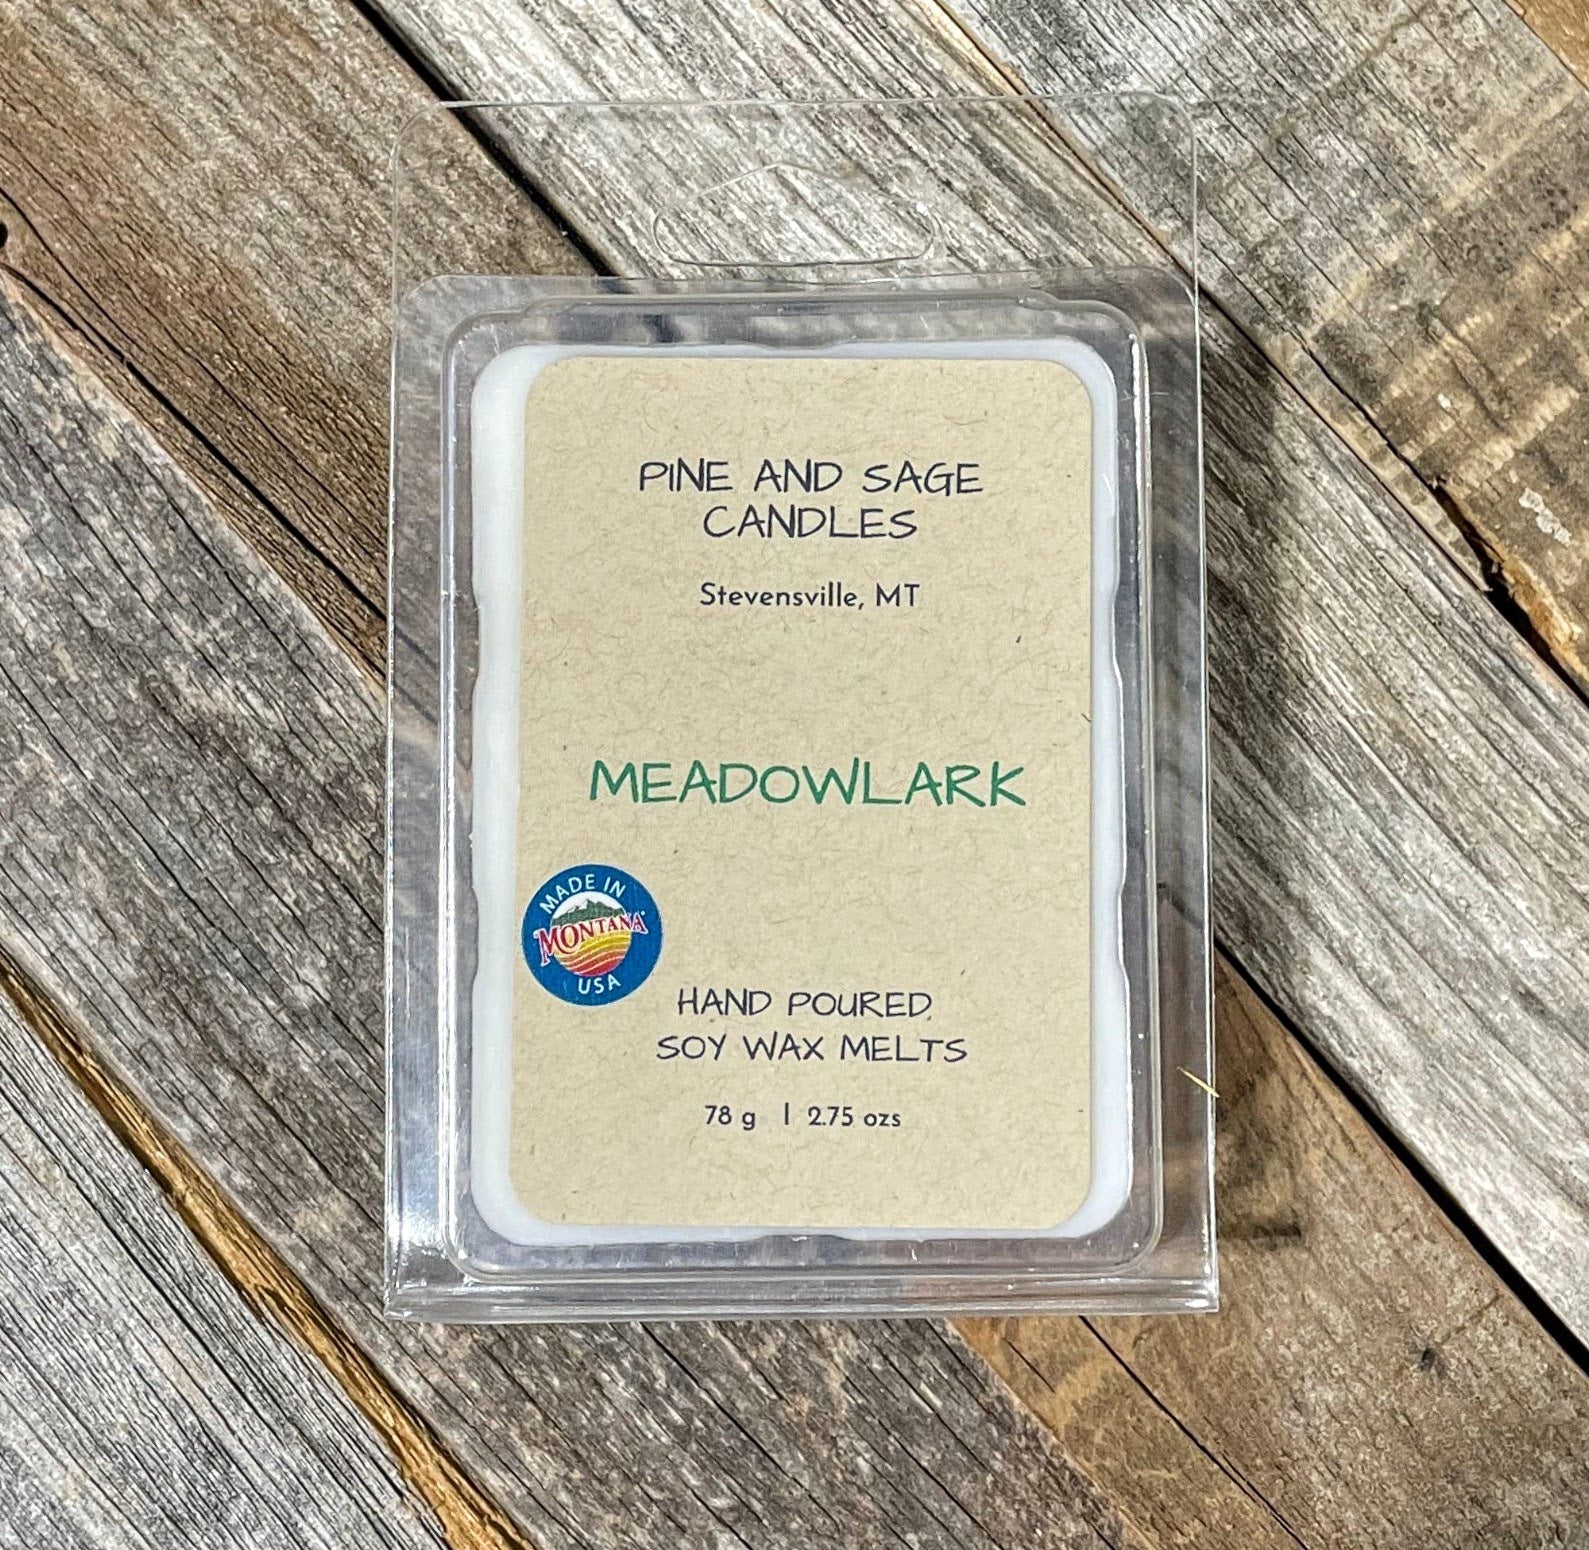 PINE AND SAGE
CANDLES
Stevensville, MT
MEADOWLARK
MADE IN
MONTANA
USA
HAND POURED
SOY WAX MELTS
78 g | 2.75 ozs